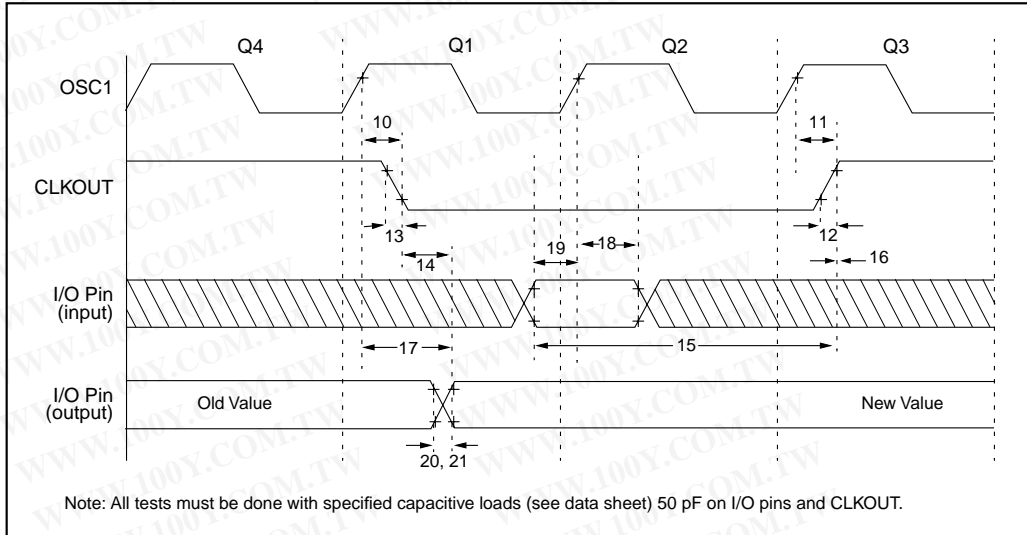 Q4 Q1 Q2 Q3
OSC1
10 11
CLKOUT
13 12
14 19 18 16
I/O Pin
(input)
17 15
I/O Pin
(output)
Old Value New Value
20, 21
Note: All tests must be done with specified capacitive loads (see data sheet) 50 pF on I/O pins and CLKOUT.
WWW.100Y.COM.TW